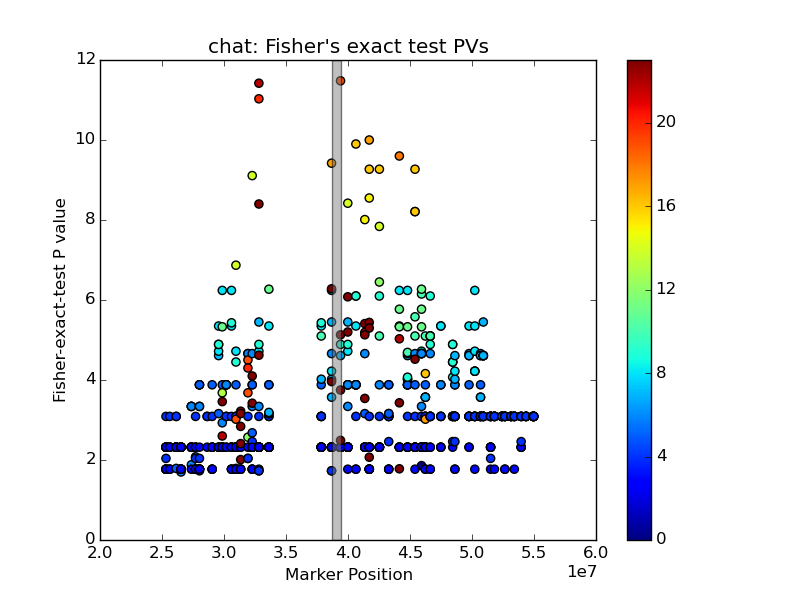 chat: Fisher's exact test PVs
Fisher-exact-test P value
12
10
8
6
4
2
0
2.0 2.5 3.0 3.5 4.0 4.5 5.0 5.5 6.0
1e7
Marker Position
20
16
12
8
4
0